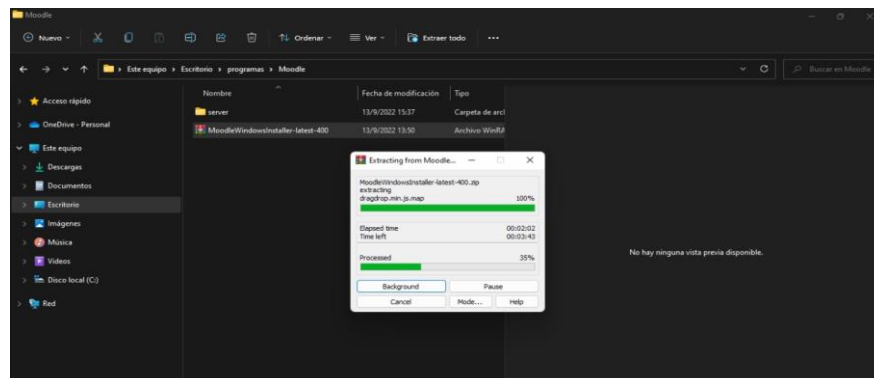 Moodle
Nuevo
Ordenar
Ver
Extraer todo
Este equipo > Escritorio > programas > Moodle
Buscar en Moodle
Nombre
Fecha de modificación
Tipo
Acceso rápido
OneDrive - Personal
Este equipo
Descargas
Documentos
Escritorio
Imágenes
Música
Videos
Disco local (C:)
Red
server
13/9/2022 15:37
Carpeta de arcl
MoodleWindowsInstaller-latest-400
13/9/2022 13:50
Archivo WinRA
Extracting from Moodle...
MoodleWindowsInstaller-latest-400.zip
extracting
dragdrop.min.js.map 100%
Elapsed time 00:02:02
Time left 00:03:43
Processed 35%
Background
Pause
Cancel
Mode...
Help
No hay ninguna vista previa disponible.